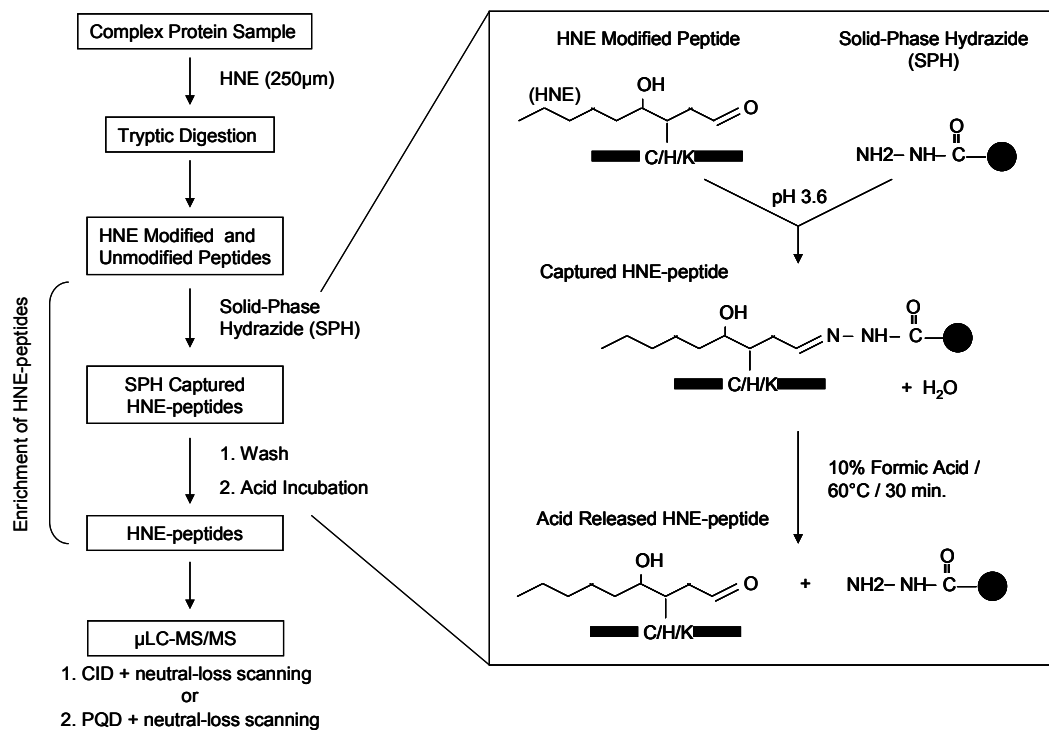 Complex Protein Sample
HNE (250µm)
Tryptic Digestion
HNE Modified and
Unmodified Peptides
Solid-Phase
Hydrazide (SPH)
Enrichment of HNE-peptides
SPH Captured
HNE-peptides
1. Wash
2. Acid Incubation
HNE-peptides
µLC-MS/MS
1. CID + neutral-loss scanning
or
2. PQD + neutral-loss scanning
HNE Modified Peptide
Solid-Phase Hydrazide
(SPH)
(HNE)
OH
O
C/H/K
O
NH2– NH– C
pH 3.6
Captured HNE-peptide
OH
N – NH – C
O
C/H/K
+ H₂O
10% Formic Acid /
60°C / 30 min.
Acid Released HNE-peptide
OH
O
C/H/K
+
O
NH2– NH– C